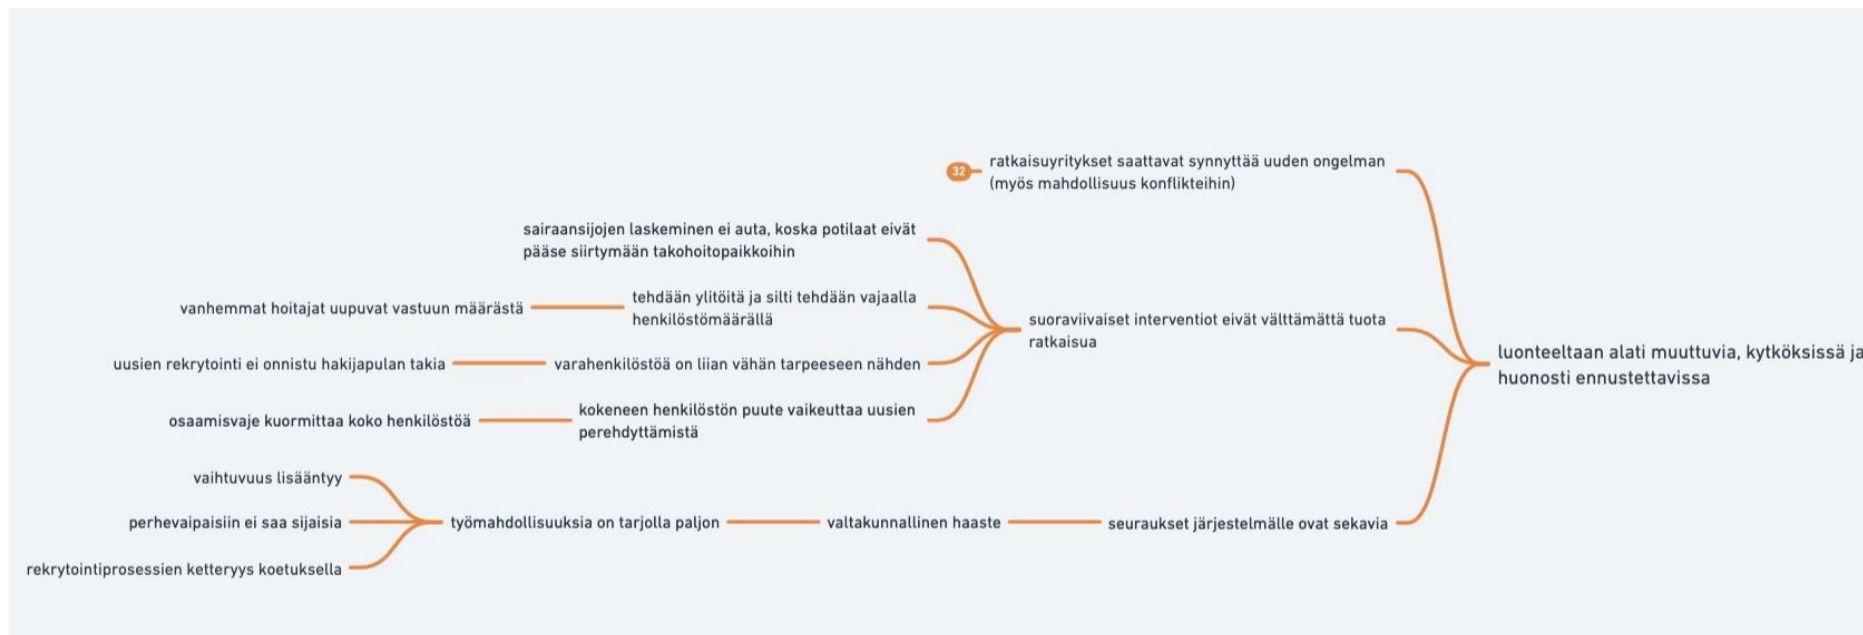 32
ratkaisuyritykset saattavat synnyttää uuden ongelman
(myös mahdollisuus konflikteihin)
sairaansijojen laskeminen ei auta, koska potilaat eivät
pääse siirtymään takohoitopaikkoihin
vanhemmat hoitajat uupuvat vastuun määrästä
tehdään ylitöitä ja silti tehdään vajaalla
henkilöstömäärällä
suoraviivaiset interventiot eivät välttämättä tuota
ratkaisua
luonteeltaan alati muuttuvia, kytköksissä ja
huonosti ennustettavissa
uusien rekrytointi ei onnistu hakijapulan takia
varahenkilöstöä on liian vähän tarpeeseen nähden
osaamisvaje kuormittaa koko henkilöstöä
kokeneen henkilöstön puute vaikeuttaa uusien
perehdyttämistä
vaihtuvuus lisääntyy
perhevaipaisiin ei saa sijaisia
rekrytointiprosessien ketteryys koetuksella
työmahdollisuuksia on tarjolla paljon
valtakunnallinen haaste
seuraukset järjestelmälle ovat sekavia